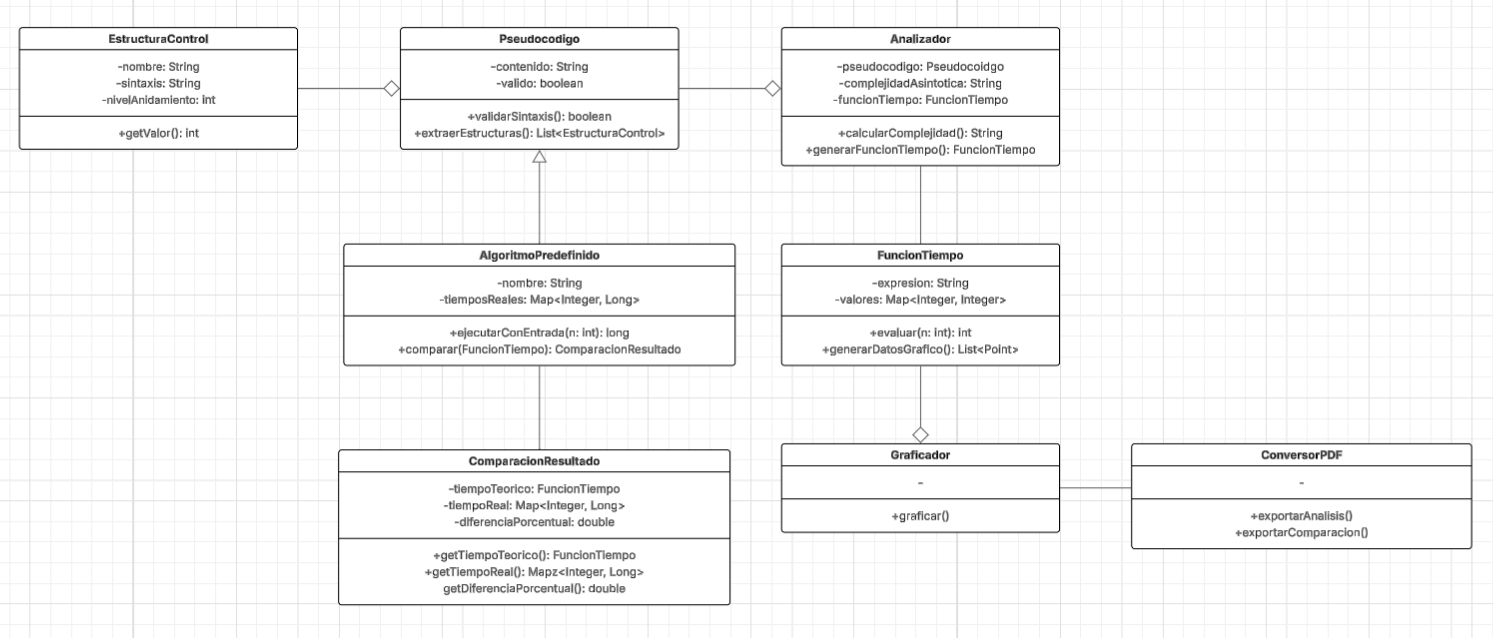 EstructuraControl
-nombre: String
-sintaxis: String
-nivelAnidamiento: int
+getValor(): int
Pseudocodigo
-contenido: String
-valido: boolean
+validarSintaxis(): boolean
+extraerEstructuras(): List<EstructuraControl>
Analizador
-pseudocodigo: Pseudocoidgo
-complejidadAsintotica: String
-funcionTiempo: FuncionTiempo
+calcularComplejidad(): String
+generarFuncionTiempo(): FuncionTiempo
AlgoritmoPredefinido
-nombre: String
-tiemposReales: Map<Integer, Long>
+ejecutarConEntrada(n: int): long
+comparar(FuncionTiempo): ComparacionResultado
FuncionTiempo
-expresion: String
-valores: Map<Integer, Integer>
+evaluar(n: int): int
+generarDatosGrafico(): List<Point>
ComparacionResultado
-tiempoTeorico: FuncionTiempo
-tiempoReal: Map<Integer, Long>
-diferenciaPorcentual: double
+getTiempoTeorico(): FuncionTiempo
+getTiempoReal(): Mapz<Integer, Long>
getDiferenciaPorcentual(): double
Graficador
-
+graficar()
ConversorPDF
-
+exportarAnalisis()
+exportarComparacion()